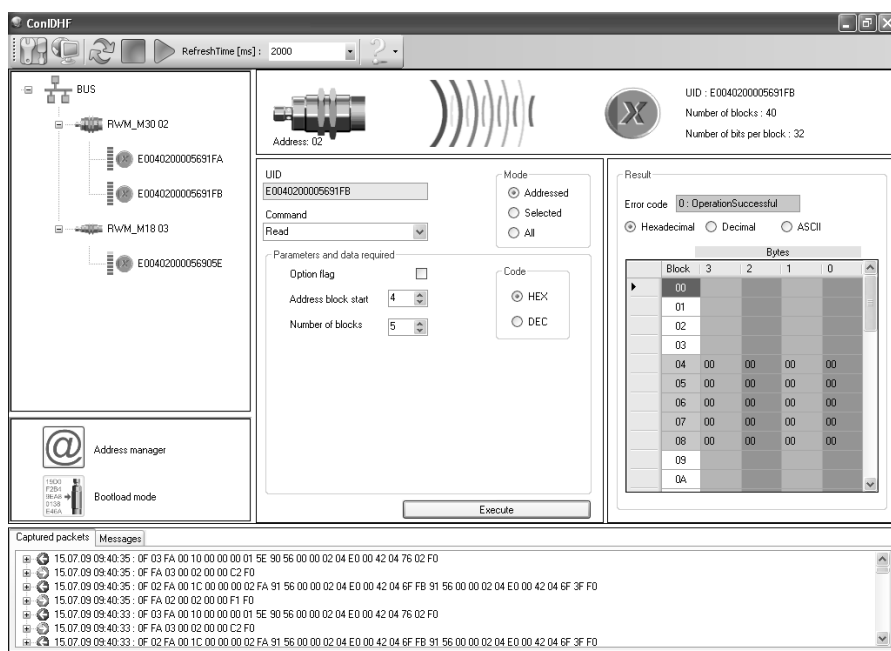 ConIDHF
RefreshTime [ms] : 2000
BUS
RWM_M30 02
E0040200005691FA
E0040200005691FB
RWM_M18 03
E00402000056905E
Address manager
1900
F2B4
9EA8
0138
E46A
Bootload mode
Address: 02
UID : E0040200005691FB
Number of blocks : 40
Number of bits per block : 32
UID
E0040200005691FB
Command
Read
Mode
Addressed
Selected
All
Parameters and data required
Option flag
Address block start 4
Number of blocks 5
Code
HEX
DEC
Execute
Result
Error code 0 : OperationSuccessful
Hexadecimal Decimal ASCII
Bytes
Block 3 2 1 0
00
01
02
03
04 00 00 00 00
05 00 00 00 00
06 00 00 00 00
07 00 00 00 00
08 00 00 00 00
09
0A
Captured packets Messages
15.07.09 09:40:35 : 0F 03 FA 00 10 00 00 00 01 5E 90 56 00 00 02 04 E0 00 42 04 76 02 F0
15.07.09 09:40:35 : 0F FA 03 00 02 00 00 C2 F0
15.07.09 09:40:35 : 0F 02 FA 00 1C 00 00 00 02 FA 91 56 00 00 02 04 E0 00 42 04 6F FB 91 56 00 00 02 04 E0 00 42 04 6F 3F F0
15.07.09 09:40:35 : 0F FA 02 00 02 00 00 F1 F0
15.07.09 09:40:33 : 0F 03 FA 00 10 00 00 00 01 5E 90 56 00 00 02 04 E0 00 42 04 76 02 F0
15.07.09 09:40:33 : 0F FA 03 00 02 00 00 C2 F0
15.07.09 09:40:33 : 0F 02 FA 00 1C 00 00 00 02 FA 91 56 00 00 02 04 E0 00 42 04 6F FB 91 56 00 00 02 04 E0 00 42 04 6F 3F F0